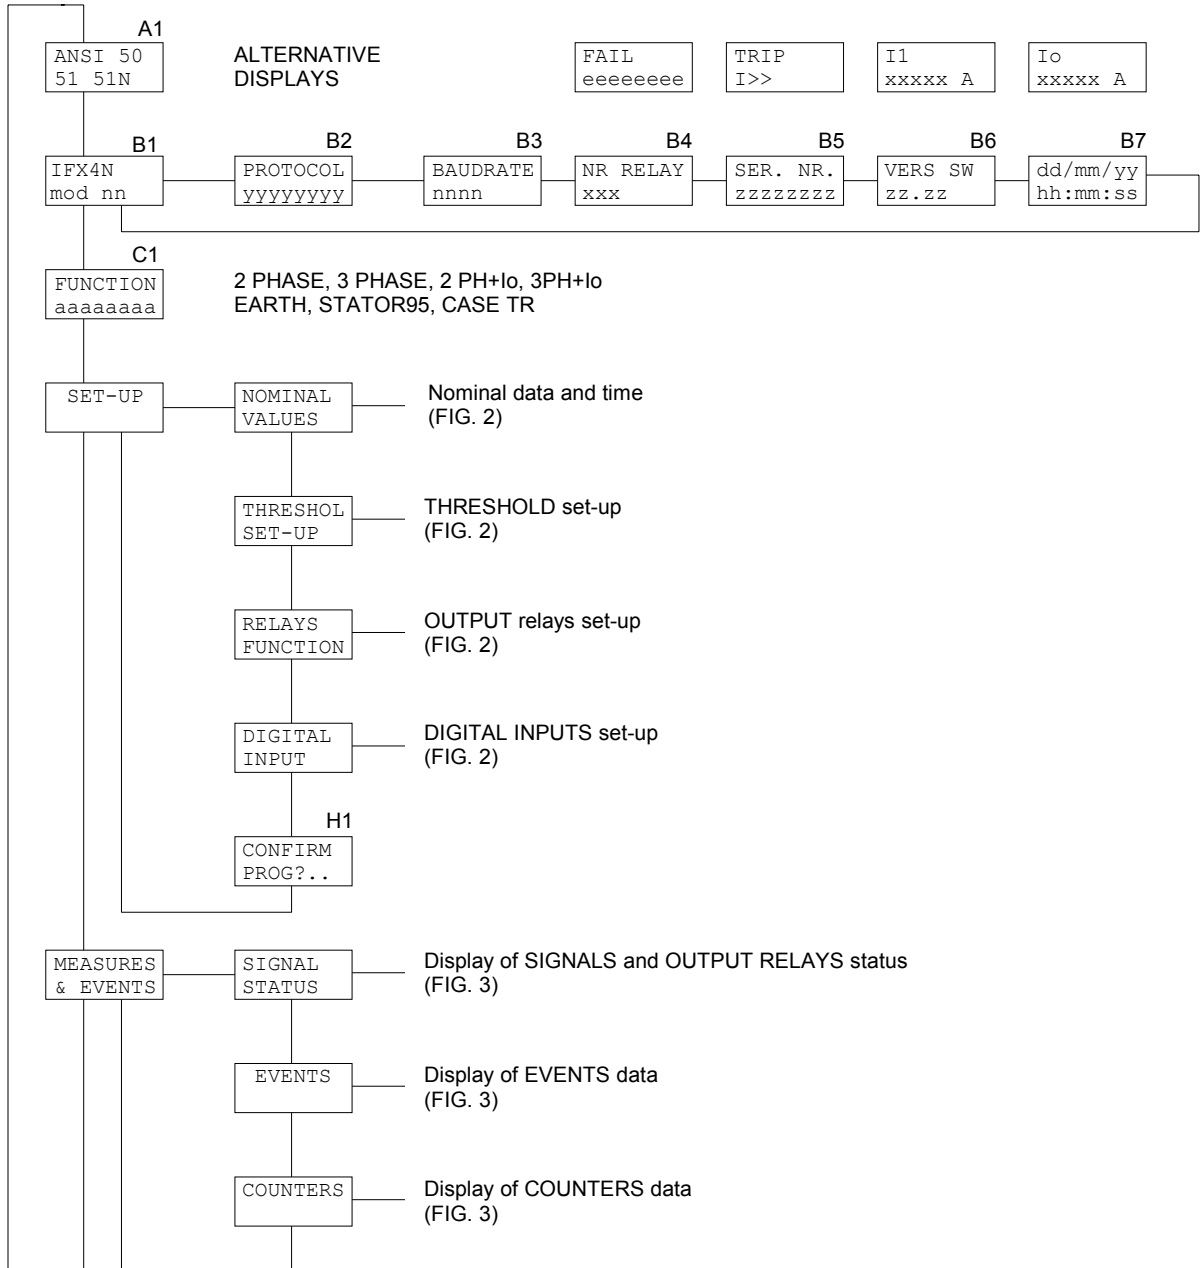 A1
ANSI 50
51 51N
ALTERNATIVE
DISPLAYS
FAIL
eeeeeeee
TRIP
I>>
I1
xxxxx A
Io
xxxxx A
B1
IFX4N
mod nn
B2
PROTOCOL
yyyyyyyy
B3
BAUDRATE
nnnn
B4
NR RELAY
xxx
B5
SER. NR.
zzzzzzzz
B6
VERS SW
zz.zz
B7
dd/mm/yy
hh:mm:ss
C1
FUNCTION
aaaaaaaa
2 PHASE, 3 PHASE, 2 PH+Io, 3PH+Io
EARTH, STATOR95, CASE TR
SET-UP
NOMINAL
VALUES
Nominal data and time
(FIG. 2)
THRESHOL
SET-UP
THRESHOLD set-up
(FIG. 2)
RELAYS
FUNCTION
OUTPUT relays set-up
(FIG. 2)
DIGITAL
INPUT
DIGITAL INPUTS set-up
(FIG. 2)
H1
CONFIRM
PROG?..
MEASURES
& EVENTS
SIGNAL
STATUS
Display of SIGNALS and OUTPUT RELAYS status
(FIG. 3)
EVENTS
Display of EVENTS data
(FIG. 3)
COUNTERS
Display of COUNTERS data
(FIG. 3)